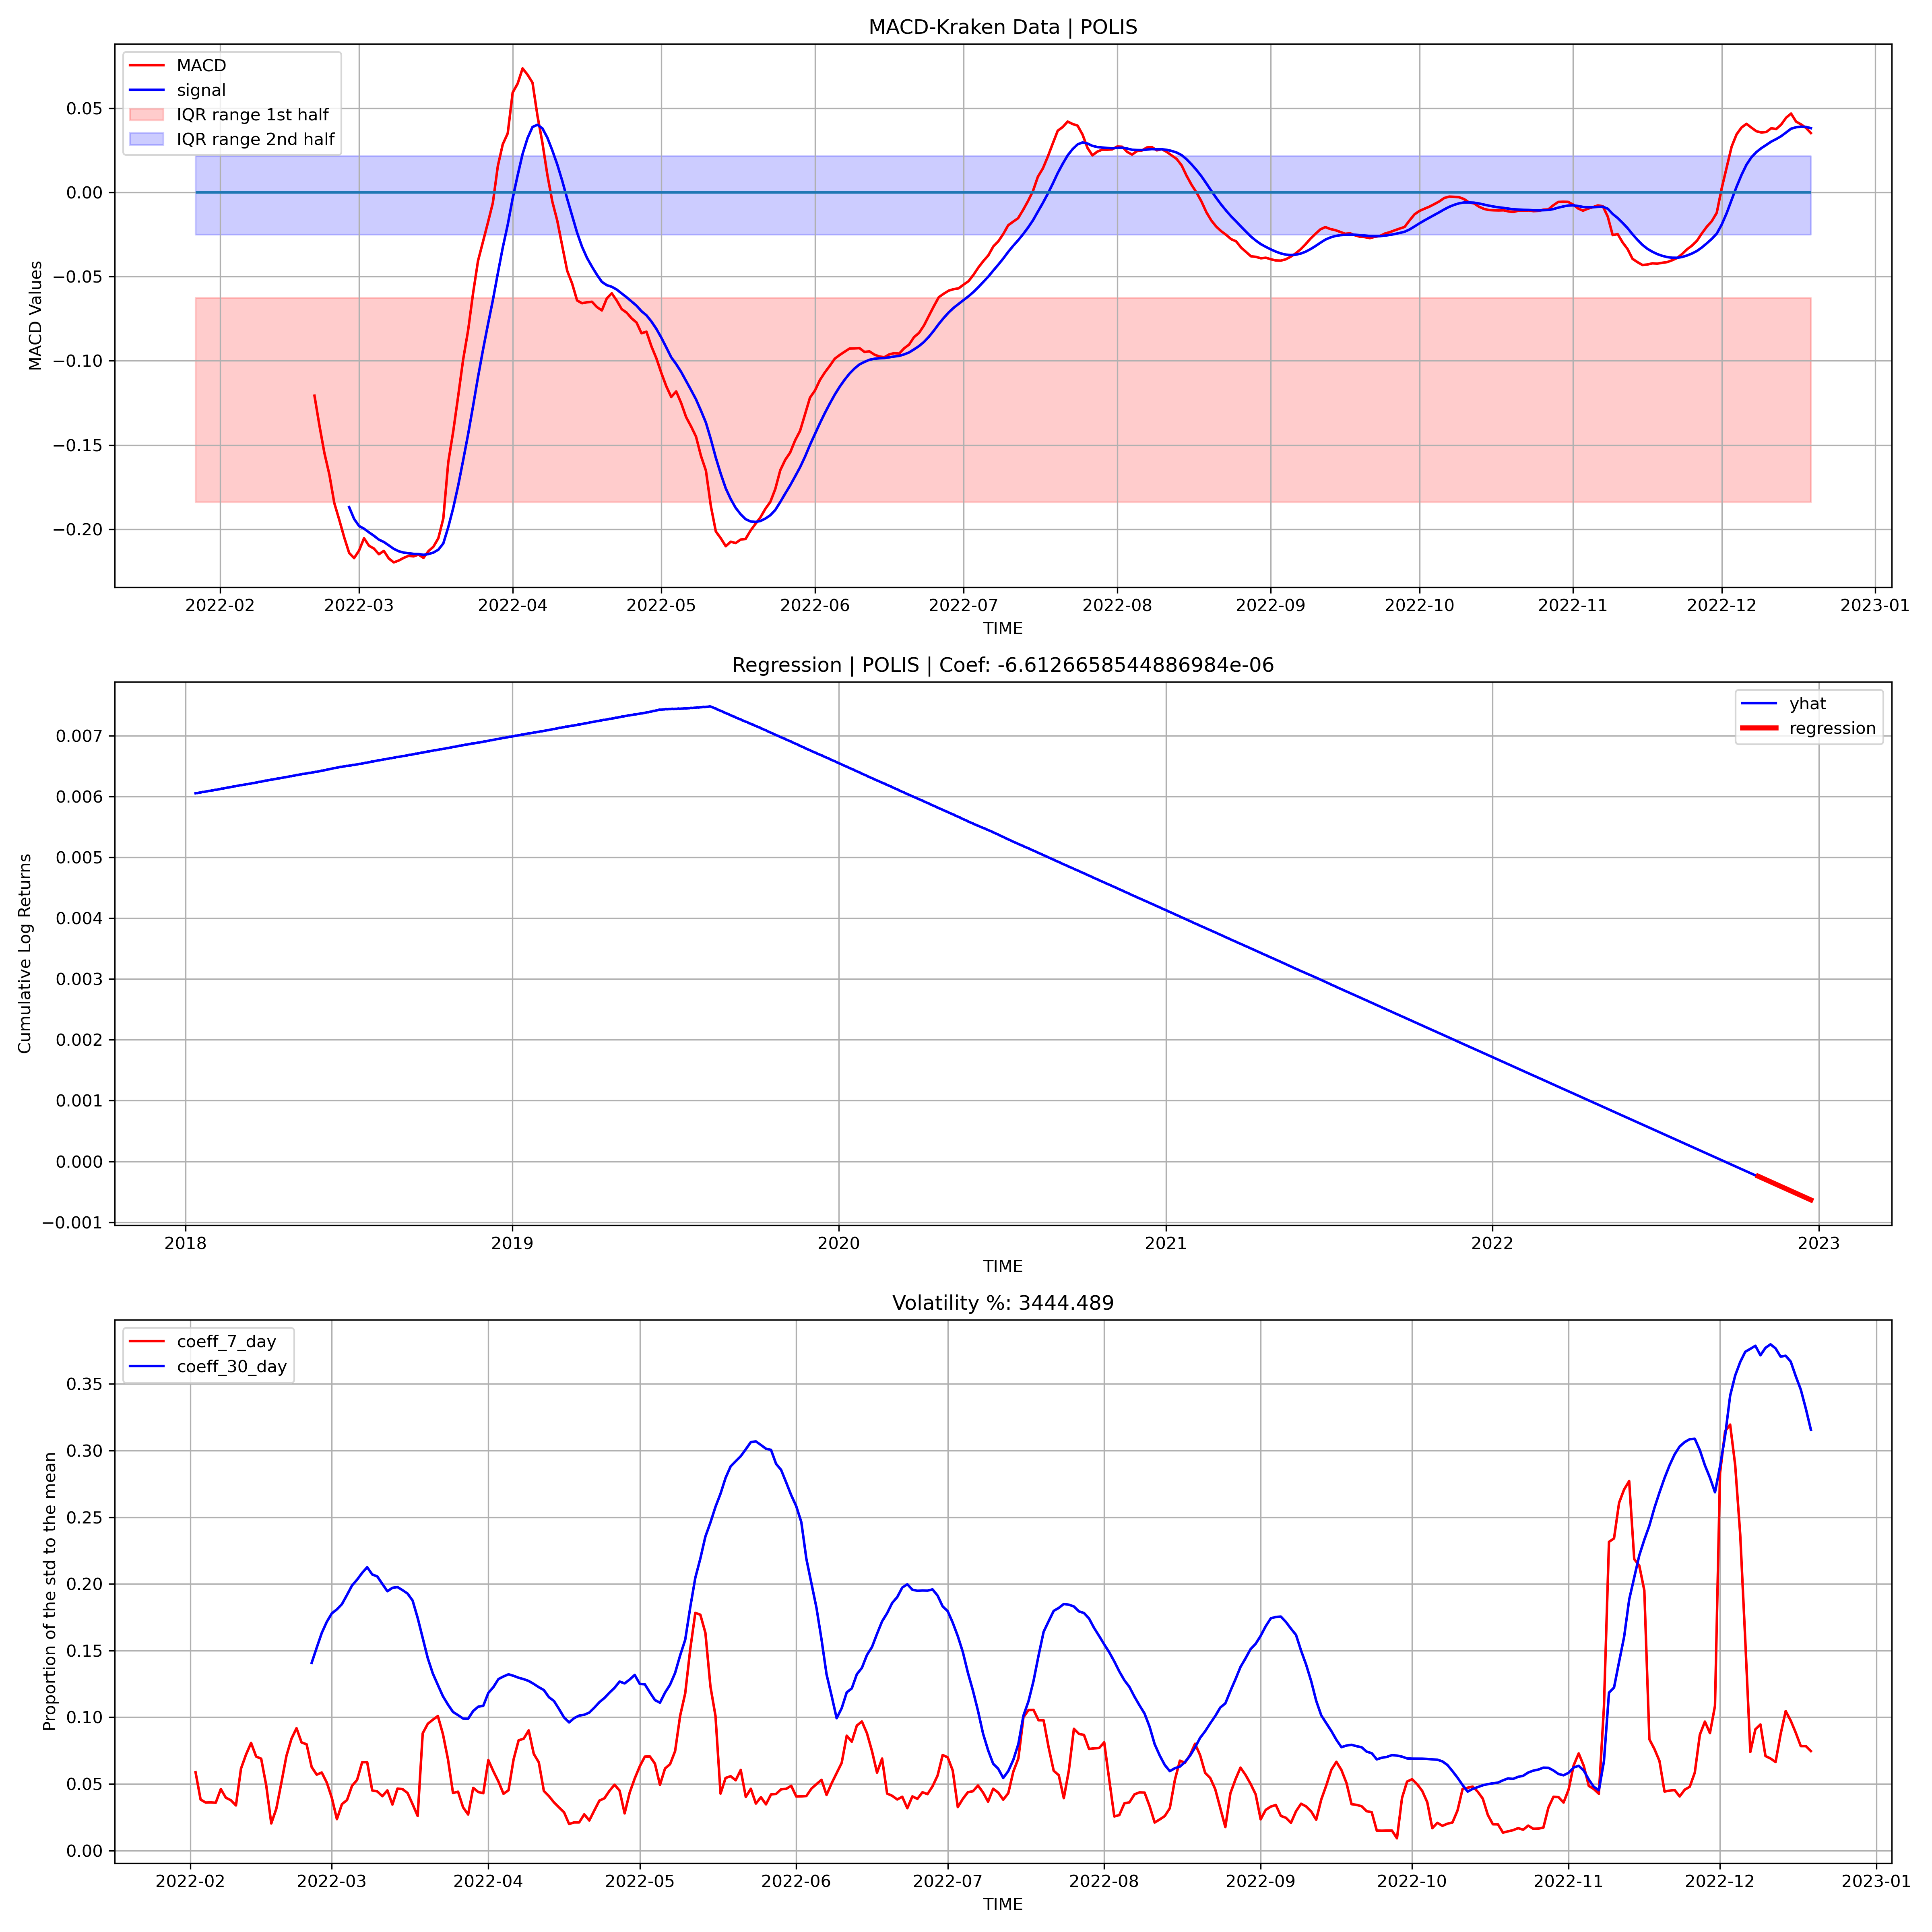 MACD-Kraken Data | POLIS
MACD
signal
IQR range 1st half
IQR range 2nd half
MACD Values
0.05
0.00
−0.05
−0.10
−0.15
−0.20
2022-02 2022-03 2022-04 2022-05 2022-06 2022-07 2022-08 2022-09 2022-10 2022-11 2022-12 2023-01
TIME
Regression | POLIS | Coef: -6.6126658544886984e-06
yhat
regression
Cumulative Log Returns
0.007
0.006
0.005
0.004
0.003
0.002
0.001
0.000
−0.001
2018 2019 2020 2021 2022 2023
TIME
Volatility %: 3444.489
coeff_7_day
coeff_30_day
Proportion of the std to the mean
0.35
0.30
0.25
0.20
0.15
0.10
0.05
0.00
2022-02 2022-03 2022-04 2022-05 2022-06 2022-07 2022-08 2022-09 2022-10 2022-11 2022-12 2023-01
TIME